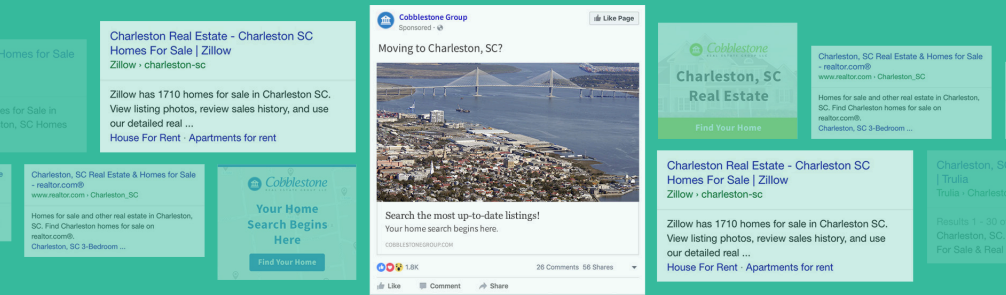 Homes for Sale
es for Sale in
ton, SC Homes
Charleston Real Estate - Charleston SC
Homes For Sale | Zillow
Zillow › charleston-sc
Zillow has 1710 homes for sale in Charleston SC.
View listing photos, review sales history, and use
our detailed real ...
House For Rent · Apartments for rent
Charleston, SC Real Estate & Homes for Sale
- realtor.com®
www.realtor.com › Charleston_SC
Homes for sale and other real estate in Charleston,
SC. Find Charleston homes for sale on
realtor.com®.
Charleston, SC 3-Bedroom ...
Cobblestone
Your Home
Search Begins
Here
Find Your Home
Cobblestone Group
Sponsored ·
Like Page
Moving to Charleston, SC?
Search the most up-to-date listings!
Your home search begins here.
COBBLESTONEGROUP.COM
1.8K
26 Comments 56 Shares
Like Comment Share
Cobblestone
Charleston, SC
Real Estate
Find Your Home
Charleston, SC Real Estate & Homes for Sale
- realtor.com®
www.realtor.com › Charleston_SC
Homes for sale and other real estate in Charleston,
SC. Find Charleston homes for sale on
realtor.com®.
Charleston, SC 3-Bedroom ...
Charleston Real Estate - Charleston SC
Homes For Sale | Zillow
Zillow › charleston-sc
Zillow has 1710 homes for sale in Charleston SC.
View listing photos, review sales history, and use
our detailed real ...
House For Rent · Apartments for rent
Charleston, S
| Trulia
Trulia › Charlest
Results 1 - 30 o
Charleston, SC.
For Sale & Real